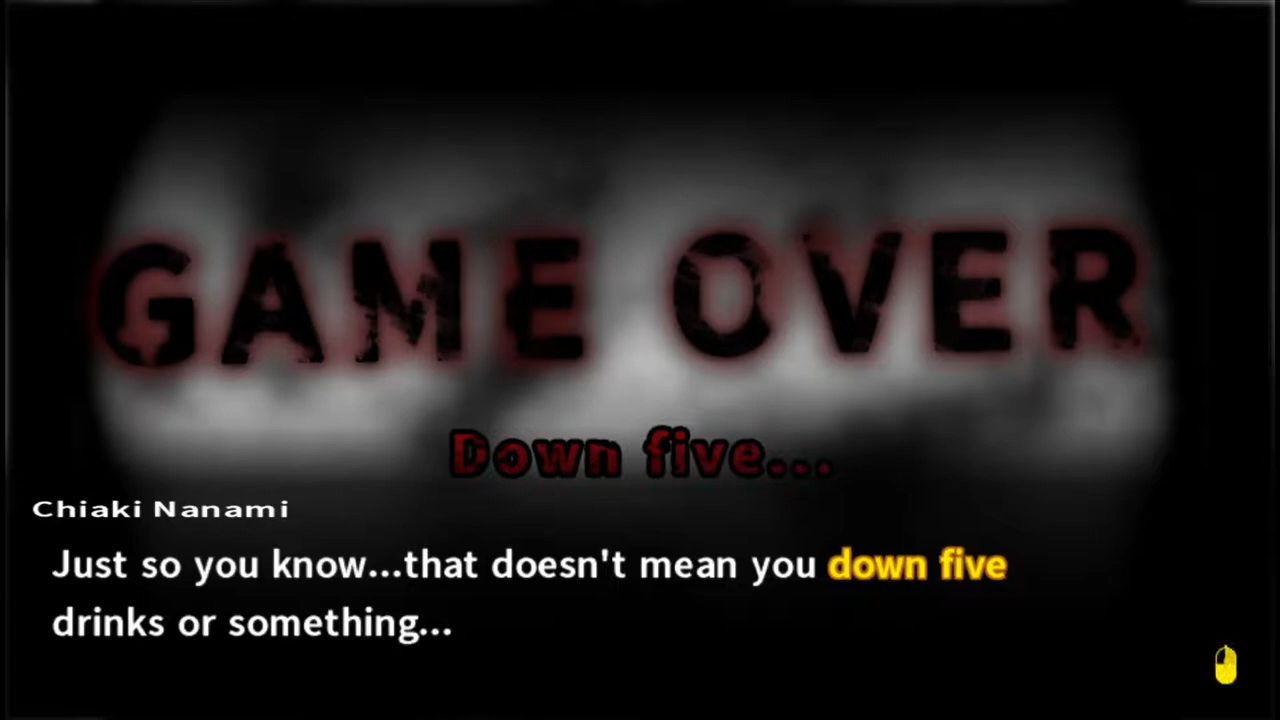 GAME OVER
Down five...
Chiaki Nanami
Just so you know...that doesn't mean you down five
drinks or something...